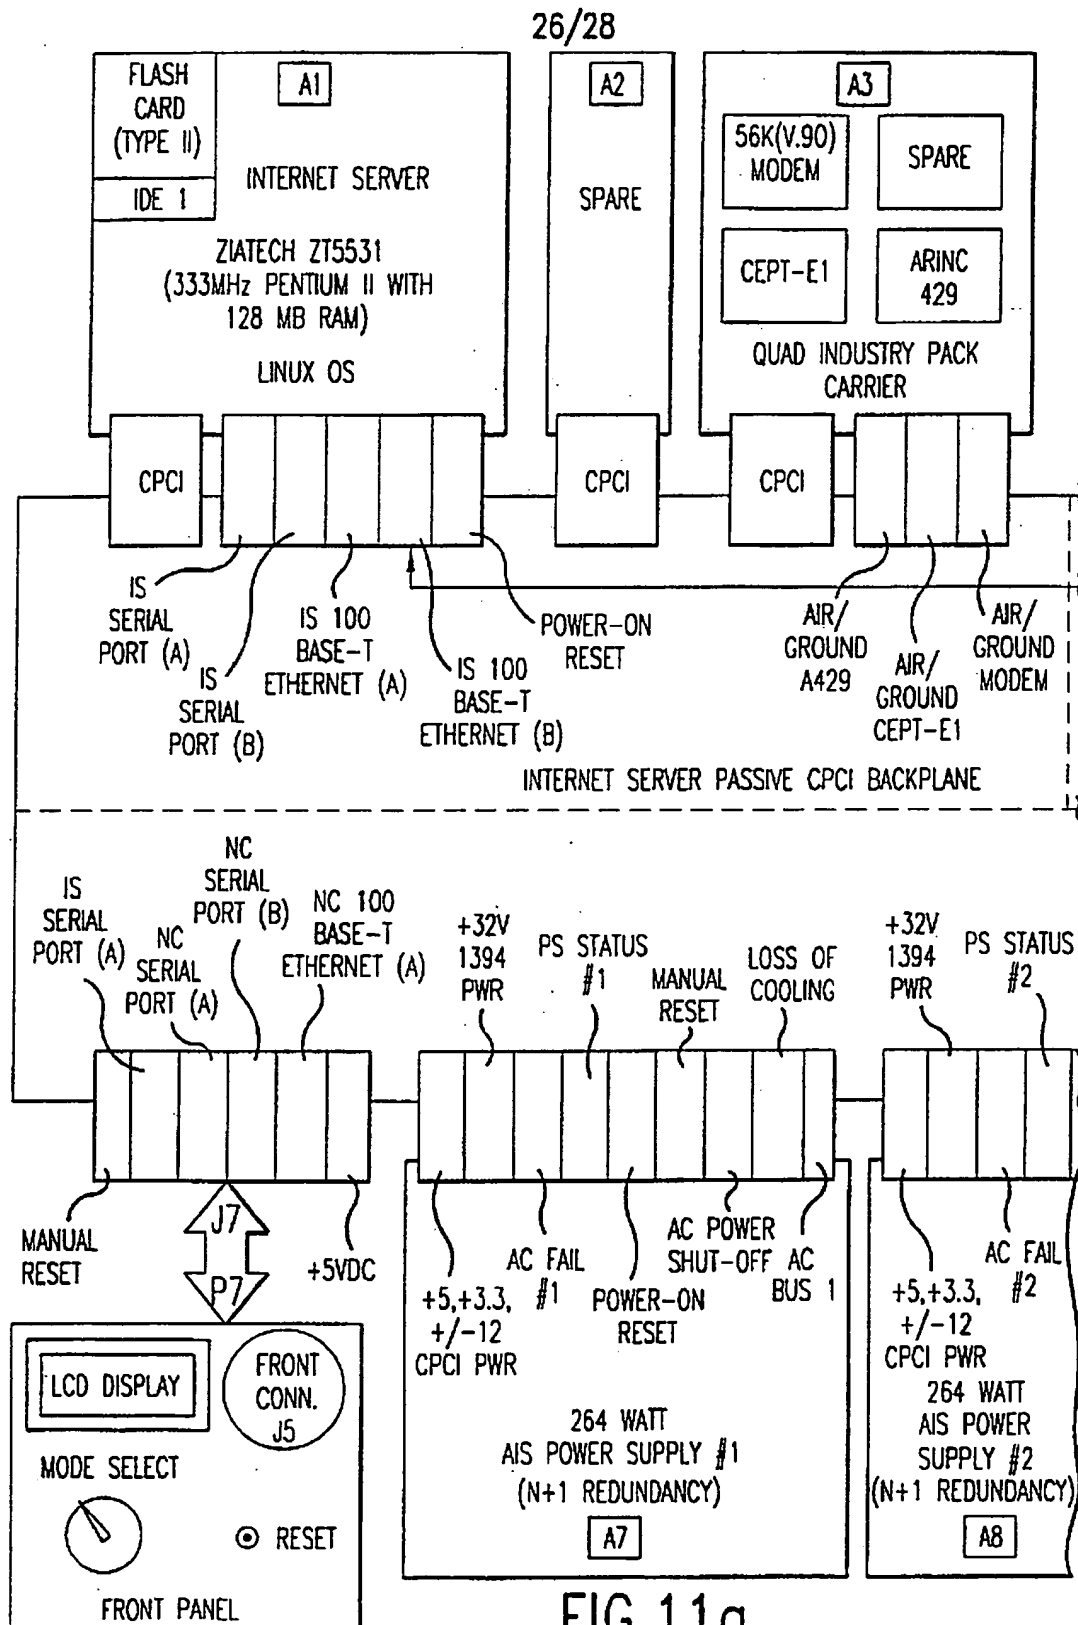 26/28
FLASH
CARD
(TYPE II)
IDE 1
A1
INTERNET SERVER
ZIATECH ZT5531
(333MHz PENTIUM II WITH
128 MB RAM)
LINUX OS
A2
SPARE
A3
56K(V.90)
MODEM
SPARE
CEPT-E1
ARINC
429
QUAD INDUSTRY PACK
CARRIER
CPCI
CPCI
CPCI
IS
SERIAL
PORT (A)
IS
SERIAL
PORT (B)
IS 100
BASE-T
ETHERNET (A)
IS 100
BASE-T
ETHERNET (B)
POWER-ON
RESET
AIR/
GROUND
A429
AIR/
GROUND
CEPT-E1
AIR/
GROUND
MODEM
INTERNET SERVER PASSIVE CPCI BACKPLANE
IS
SERIAL
PORT (A)
NC
SERIAL
PORT (A)
NC
SERIAL
PORT (B)
NC 100
BASE-T
ETHERNET (A)
+32V
1394
PWR
PS STATUS
#1
MANUAL
RESET
LOSS OF
COOLING
+32V
1394
PWR
PS STATUS
#2
MANUAL
RESET
J7
P7
+5VDC
+5,+3.3,
+/-12
CPCI PWR
AC FAIL
#1
POWER-ON
RESET
AC POWER
SHUT-OFF
AC
BUS 1
+5,+3.3,
+/-12
CPCI PWR
AC FAIL
#2
LCD DISPLAY
FRONT
CONN.
J5
MODE SELECT
RESET
FRONT PANEL
264 WATT
AIS POWER SUPPLY #1
(N+1 REDUNDANCY)
A7
264 WATT
AIS POWER
SUPPLY #2
(N+1 REDUNDANCY)
A8
FIG.11a